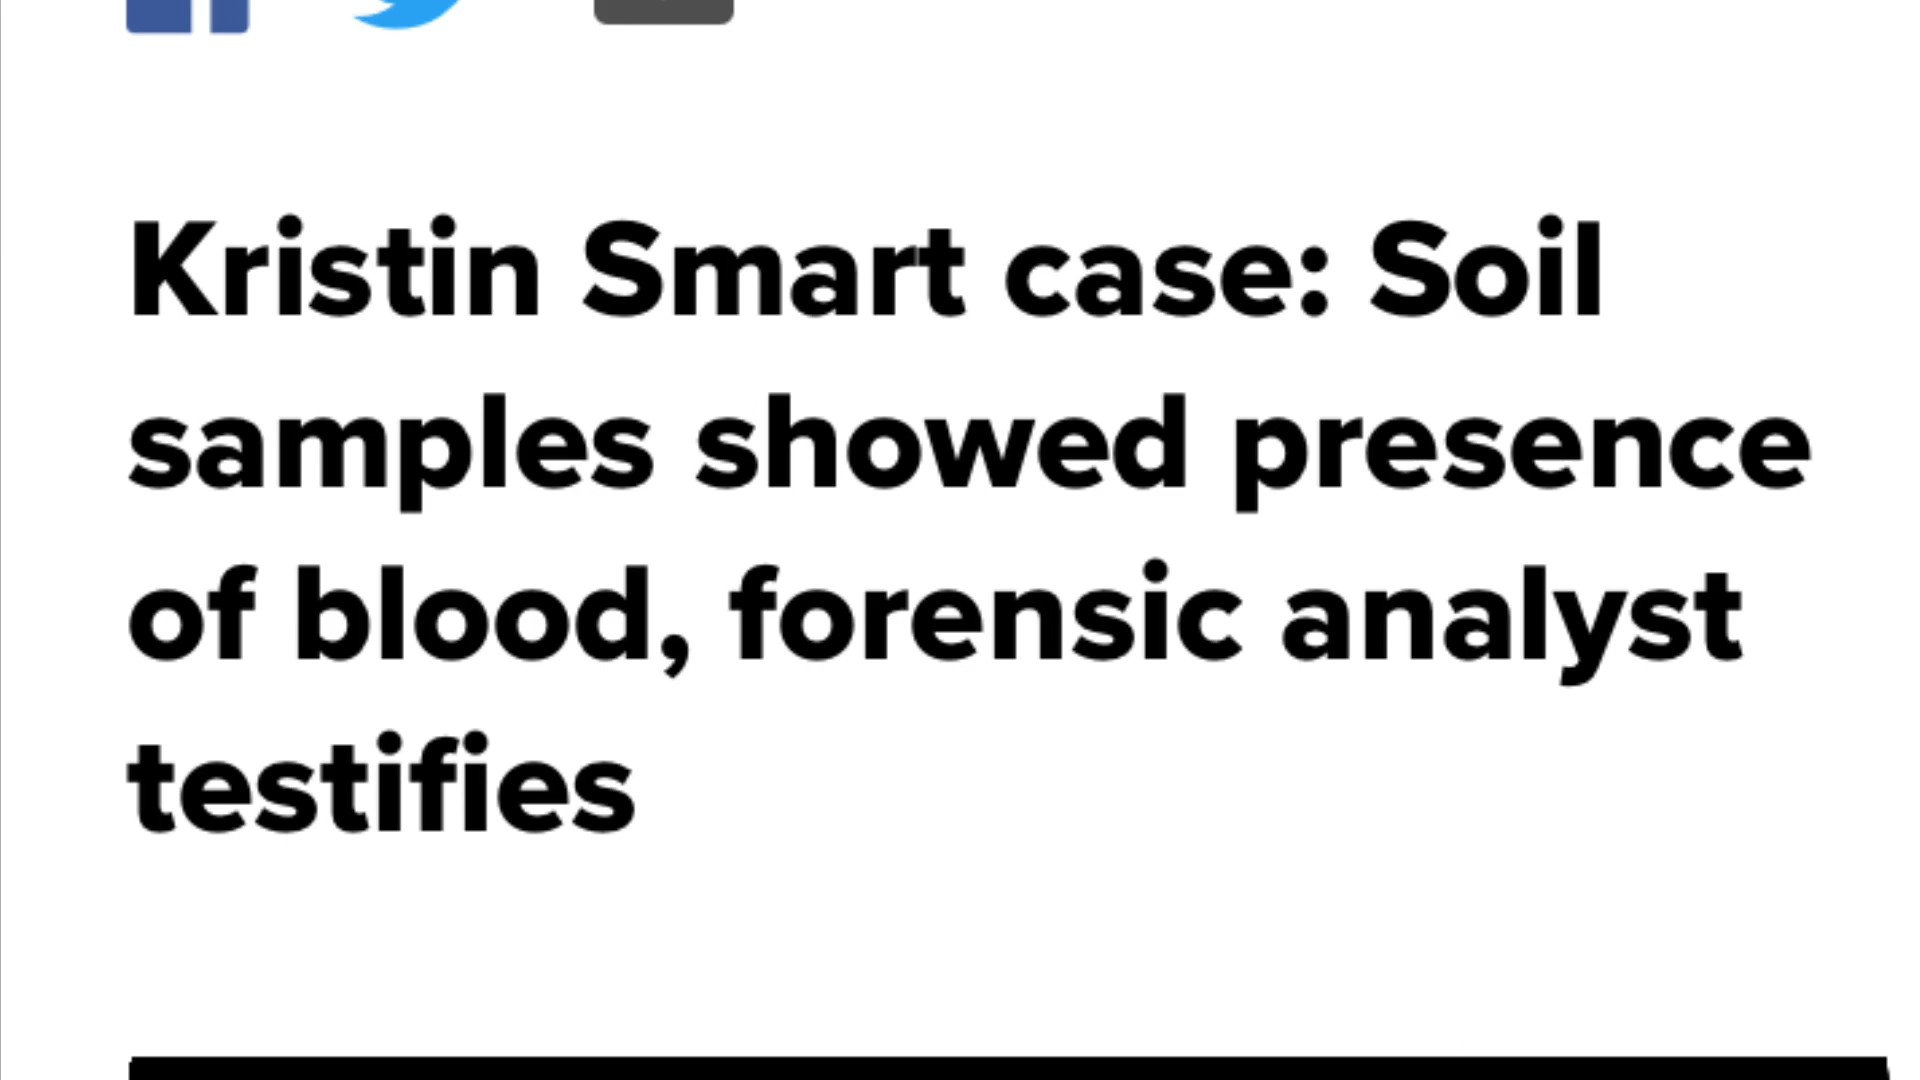 Kristin Smart case: Soil
samples showed presence
of blood, forensic analyst
testifies